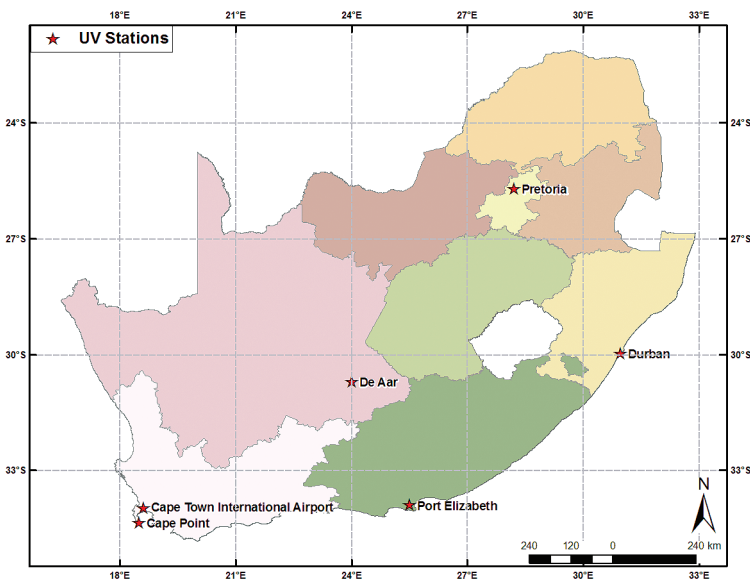 18°E 21°E 24°E 27°E 30°E 33°E
UV Stations
24°S 24°S
Pretoria
27°S 27°S
30°S 30°S
Durban
De Aar
33°S 33°S
N
Cape Town International Airport
Port Elizabeth
Cape Point
240 120 0 240 km
18°E 21°E 24°E 27°E 30°E 33°E